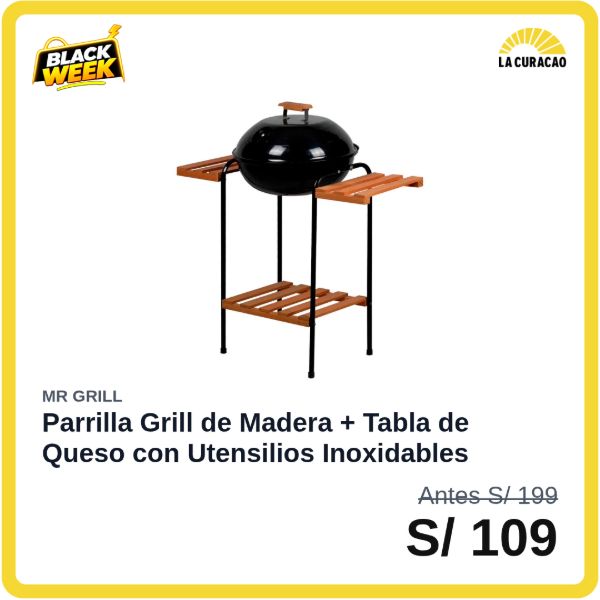 BLACK
WEEK
LA CURACAO
MR GRILL
Parrilla Grill de Madera + Tabla de
Queso con Utensilios Inoxidables
Antes S/ 199
S/ 109